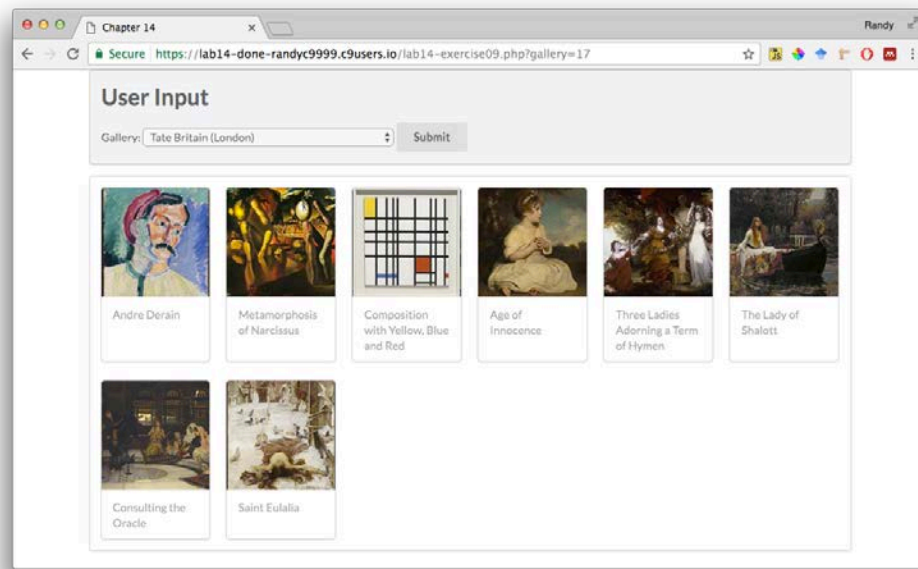 Chapter 14
Randy
Secure https://lab14-done-randyc9999.c9users.io/lab14-exercise09.php?gallery=17
User Input
Gallery: Tate Britain (London) Submit
Andre Derain
Metamorphosis
of Narcissus
Composition
with Yellow, Blue
and Red
Age of
Innocence
Three Ladies
Adorning a Term
of Hymen
The Lady of
Shalott
Consulting the
Oracle
Saint Eulalia